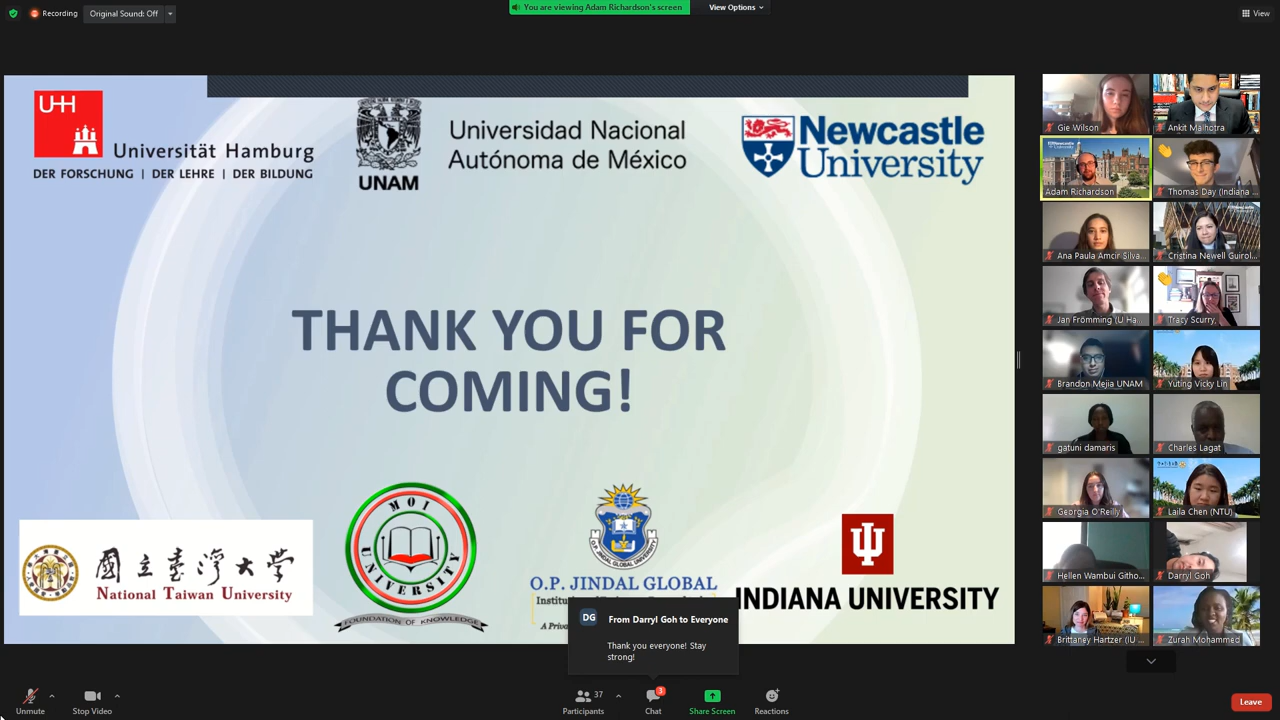 Recording
Original Sound: Off
You are viewing Adam Richardson's screen
View Options
View
UHH
Universität Hamburg
DER FORSCHUNG | DER LEHRE | DER BILDUNG
UNAM
Universidad Nacional
Autónoma de México
Newcastle
University
THANK YOU FOR
COMING!
國立臺灣大學
National Taiwan University
MOI
UNIVERSITY
FOUNDATION OF KNOWLEDGE
O.P. JINDAL GLOBAL UNIVERSITY
O.P. JINDAL GLOBAL
INDIANA UNIVERSITY
DG
From Darryl Goh to Everyone
Thank you everyone! Stay
strong!
Gie Wilson
Ankit Malhotra
Adam Richardson
Thomas Day (Indiana ...
Ana Paula Amcir Silva...
Cristina Newell Guirol...
Jan Frömming (U Ha...
Tracy Scurry,
Brandon Mejia UNAM
Yuting Vicky Lin
gatuni damaris
Charles Lagat
Georgia O'Reilly
Laila Chen (NTU)
Hellen Wambui Githo...
Darryl Goh
Brittaney Hartzer (IU ...
Zurah Mohammed
Unmute
Stop Video
37
Participants
3
Chat
Share Screen
Reactions
Leave